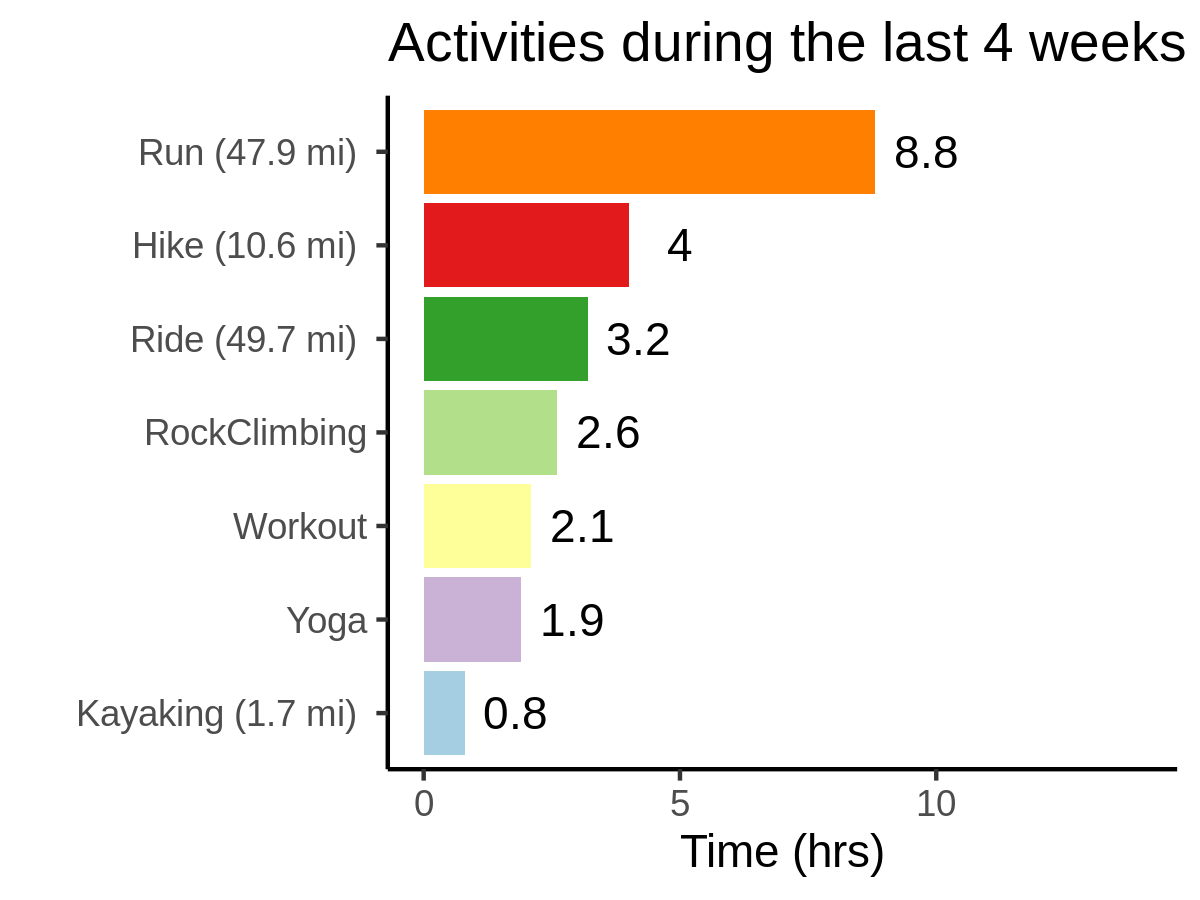 Activities during the last 4 weeks
Run (47.9 mi) 8.8
Hike (10.6 mi) 4
Ride (49.7 mi) 3.2
RockClimbing 2.6
Workout 2.1
Yoga 1.9
Kayaking (1.7 mi) 0.8
0 5 10
Time (hrs)